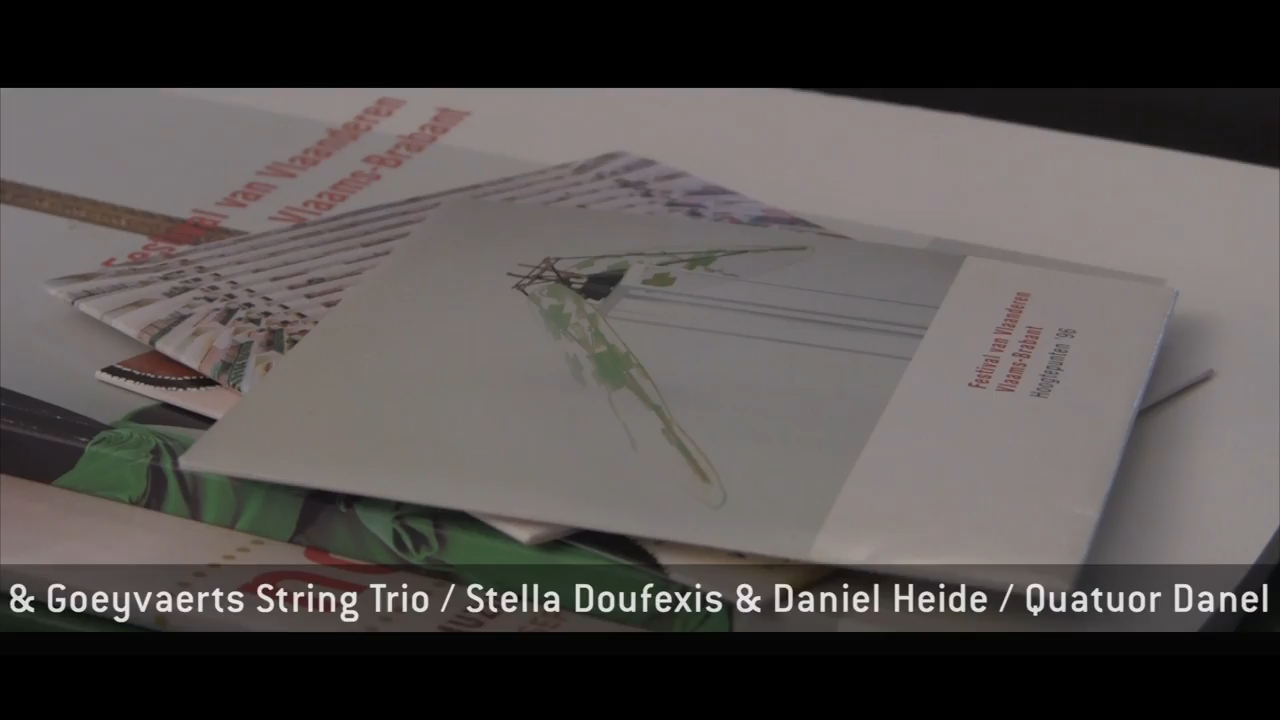 Festival van Vlaanderen
Vlaams-Brabant
Festival van Vlaanderen
Vlaams-Brabant
Hoogtepunten '96
& Goeyvaerts String Trio / Stella Doufexis & Daniel Heide / Quatuor Danel